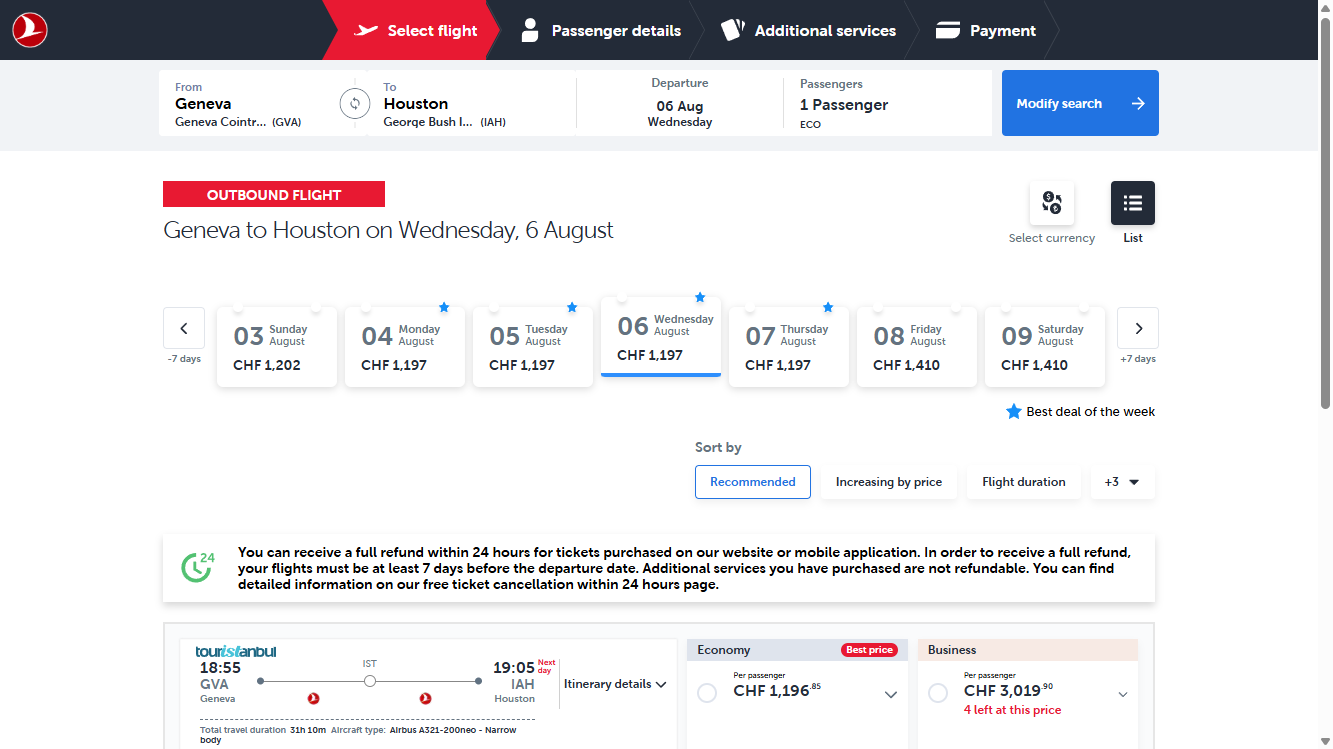 Select flight
Passenger details
Additional services
Payment
From
Geneva
Geneva Cointr... (GVA)
To
Houston
George Bush I... (IAH)
Departure
06 Aug
Wednesday
Passengers
1 Passenger
ECO
Modify search
OUTBOUND FLIGHT
Geneva to Houston on Wednesday, 6 August
Select currency
List
-7 days
03 Sunday August
CHF 1,202
04 Monday August
CHF 1,197
05 Tuesday August
CHF 1,197
06 Wednesday August
CHF 1,197
07 Thursday August
CHF 1,197
08 Friday August
CHF 1,410
09 Saturday August
CHF 1,410
+7 days
Best deal of the week
Sort by
Recommended
Increasing by price
Flight duration
+3
24
You can receive a full refund within 24 hours for tickets purchased on our website or mobile application. In order to receive a full refund,
your flights must be at least 7 days before the departure date. Additional services you have purchased are not refundable. You can find
detailed information on our free ticket cancellation within 24 hours page.
touristanbul
18:55
GVA
Geneva
IST
19:05 Next day
IAH
Houston
Itinerary details
Total travel duration 31h 10m Aircraft type: Airbus A321-200neo - Narrow
body
Economy
Best price
Per passenger
CHF 1,196.85
Business
Per passenger
CHF 3,019.90
4 left at this price